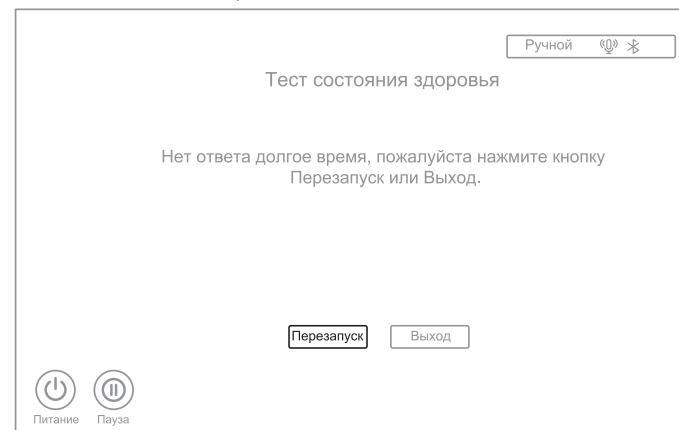 Ручной
Тест состояния здоровья
Нет ответа долгое время, пожалуйста нажмите кнопку
Перезапуск или Выход.
Перезапуск Выход
Питание Пауза